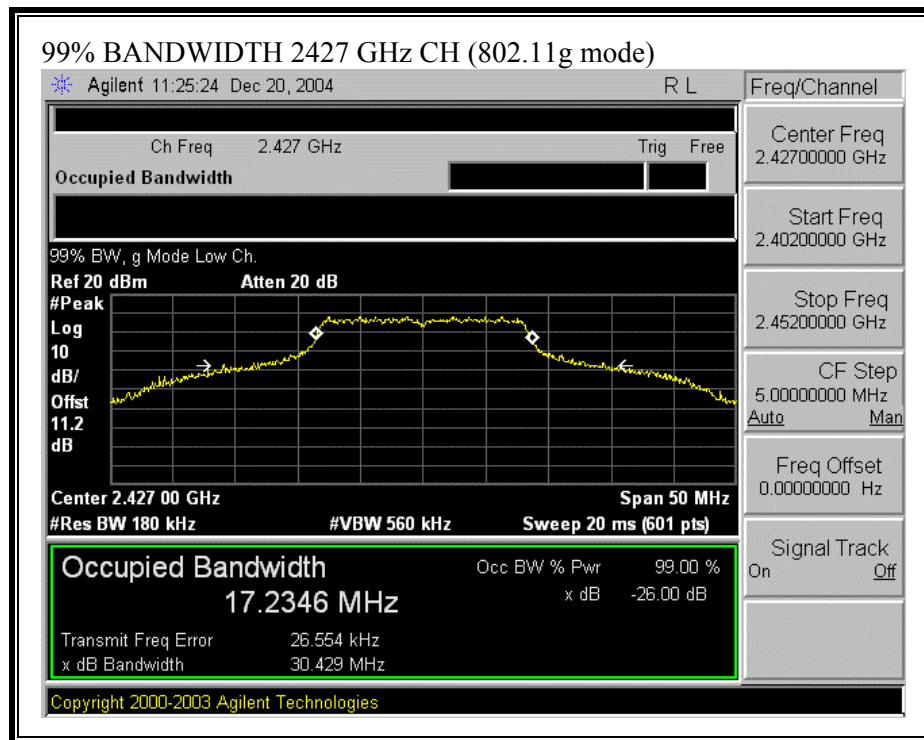 99% BANDWIDTH 2427 GHz CH (802.11g mode)
Agilent 11:25:24 Dec 20, 2004 R L
Freq/Channel
Ch Freq 2.427 GHz Trig Free
Occupied Bandwidth
99% BW, g Mode Low Ch.
Ref 20 dBm Atten 20 dB
#Peak
Log
10
dB/
Offst
11.2
dB
Center 2.427 00 GHz Span 50 MHz
#Res BW 180 kHz #VBW 560 kHz Sweep 20 ms (601 pts)
Occupied Bandwidth Occ BW % Pwr 99.00 %
17.2346 MHz x dB -26.00 dB
Transmit Freq Error 26.554 kHz
x dB Bandwidth 30.429 MHz
Center Freq
2.42700000 GHz
Start Freq
2.40200000 GHz
Stop Freq
2.45200000 GHz
CF Step
5.00000000 MHz
Auto Man
Freq Offset
0.00000000 Hz
Signal Track
On Off
Copyright 2000-2003 Agilent Technologies